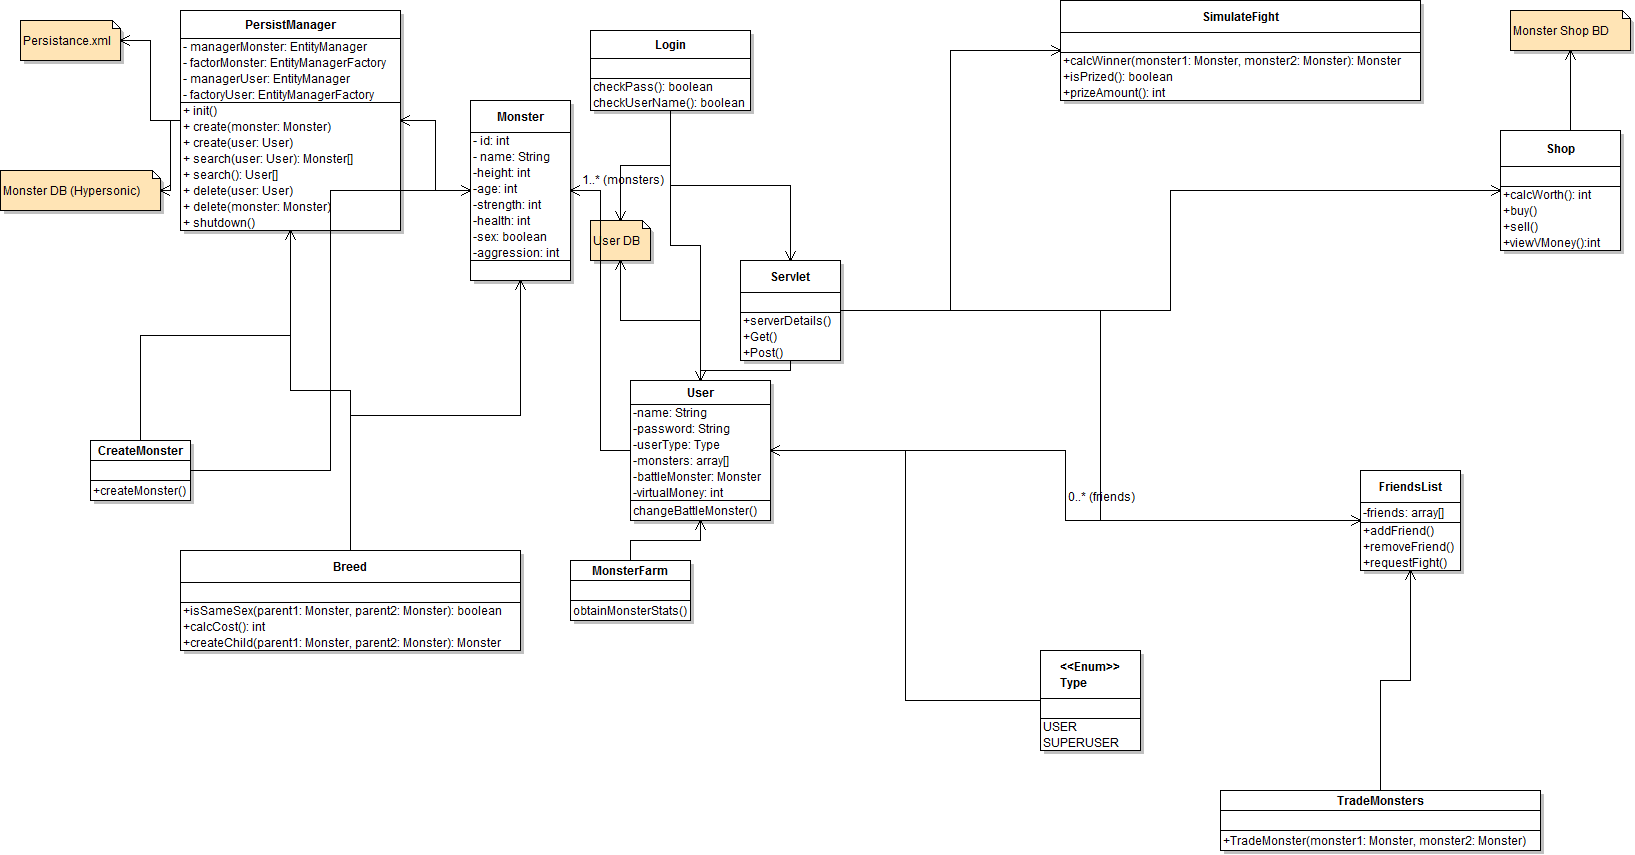 Persistance.xml
Monster DB (Hypersonic)
PersistManager
- managerMonster: EntityManager
- factorMonster: EntityManagerFactory
- managerUser: EntityManager
- factoryUser: EntityManagerFactory
+ init()
+ create(monster: Monster)
+ create(user: User)
+ search(user: User): Monster[]
+ search(): User[]
+ delete(user: User)
+ delete(monster: Monster)
+ shutdown()
Monster
- id: int
- name: String
-height: int
-age: int
-strength: int
-health: int
-sex: boolean
-aggression: int
Login
checkPass(): boolean
checkUserName(): boolean
1..* (monsters)
User DB
Servlet
+serverDetails()
+Get()
+Post()
SimulateFight
+calcWinner(monster1: Monster, monster2: Monster): Monster
+isPrized(): boolean
+prizeAmount(): int
Monster Shop BD
Shop
+calcWorth(): int
+buy()
+sell()
+viewVMoney():int
User
-name: String
-password: String
-userType: Type
-monsters: array[]
-battleMonster: Monster
-virtualMoney: int
changeBattleMonster()
CreateMonster
+createMonster()
Breed
+isSameSex(parent1: Monster, parent2: Monster): boolean
+calcCost(): int
+createChild(parent1: Monster, parent2: Monster): Monster
MonsterFarm
obtainMonsterStats()
0..* (friends)
FriendsList
-friends: array[]
+addFriend()
+removeFriend()
+requestFight()
<<Enum>>
Type
USER
SUPERUSER
TradeMonsters
+TradeMonster(monster1: Monster, monster2: Monster)